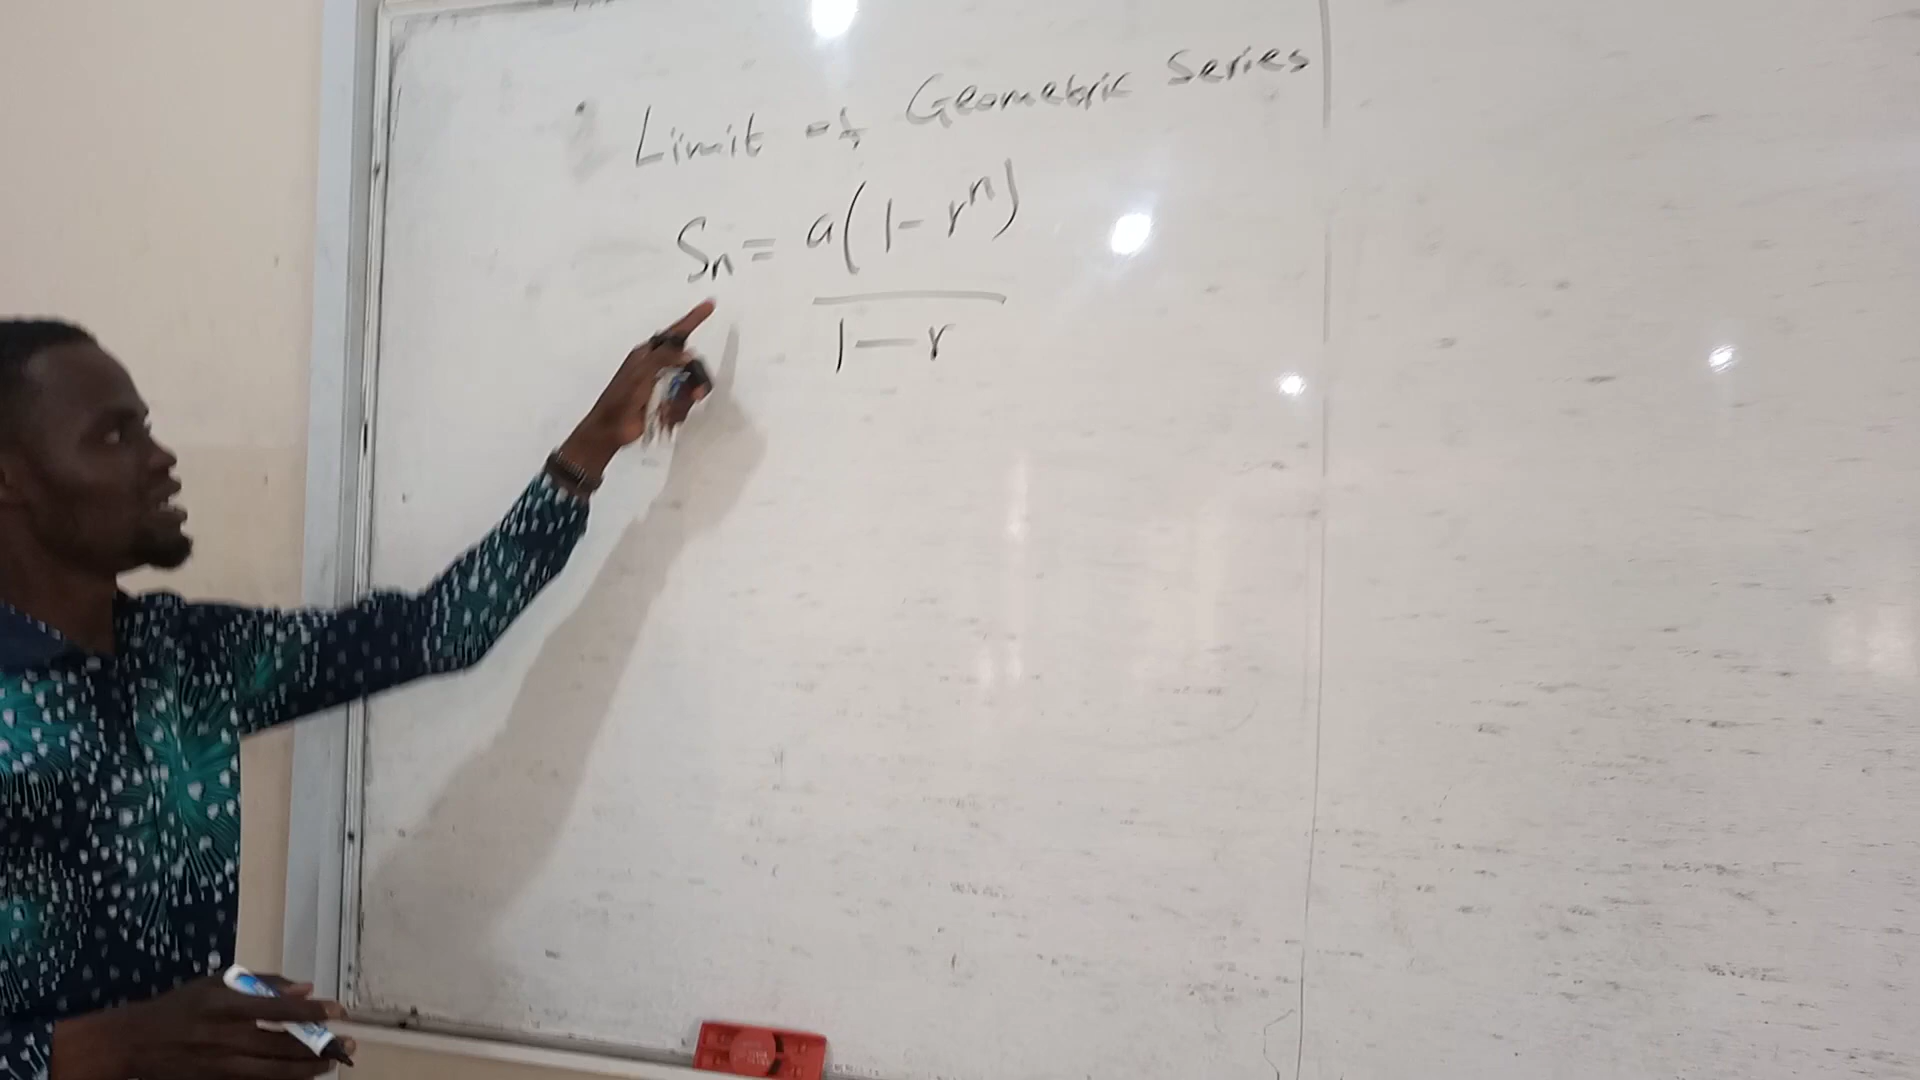 Limit of Geometric Series
Sn = a(1 - r^n)
1 - r